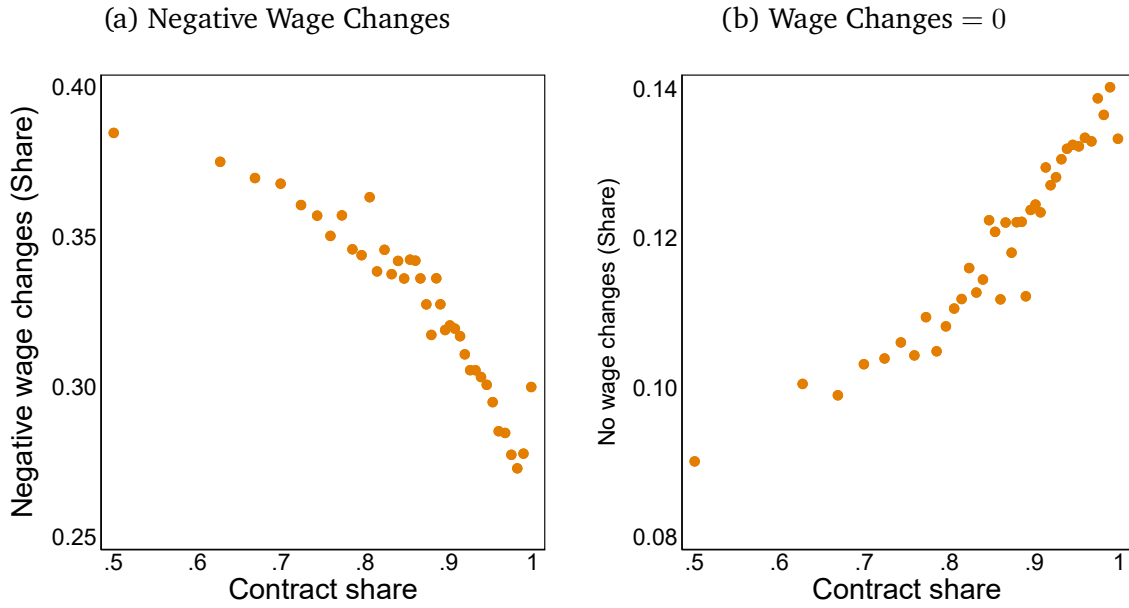 (a) Negative Wage Changes
Negative wage changes (Share)
0.40
0.35
0.30
0.25
.5 .6 .7 .8 .9 1
Contract share
(b) Wage Changes = 0
No wage changes (Share)
0.14
0.12
0.10
0.08
.5 .6 .7 .8 .9 1
Contract share